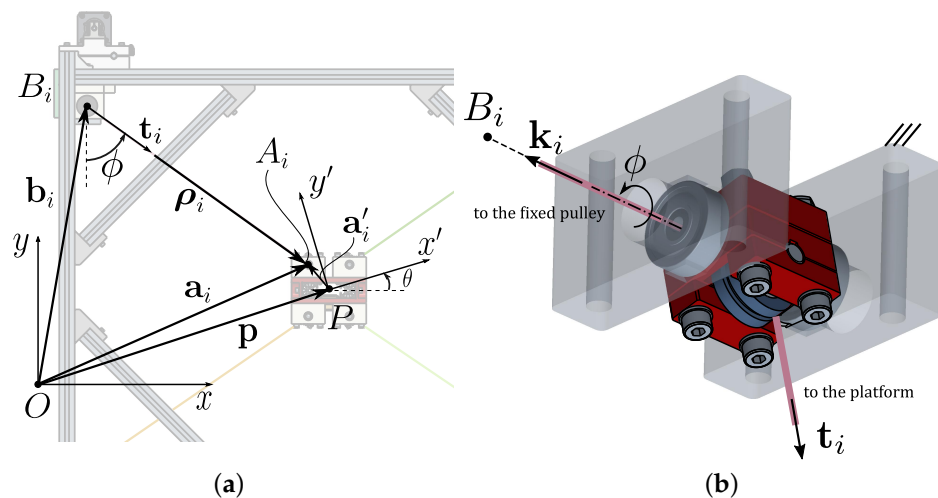 B_i
t_i
ϕ
A_i
y′
b_i
ρ_i
a′_i
x′
y
a_i
θ
p
P
O
x
(a)
B_i
k_i
ϕ
to the fixed pulley
to the platform
t_i
(b)